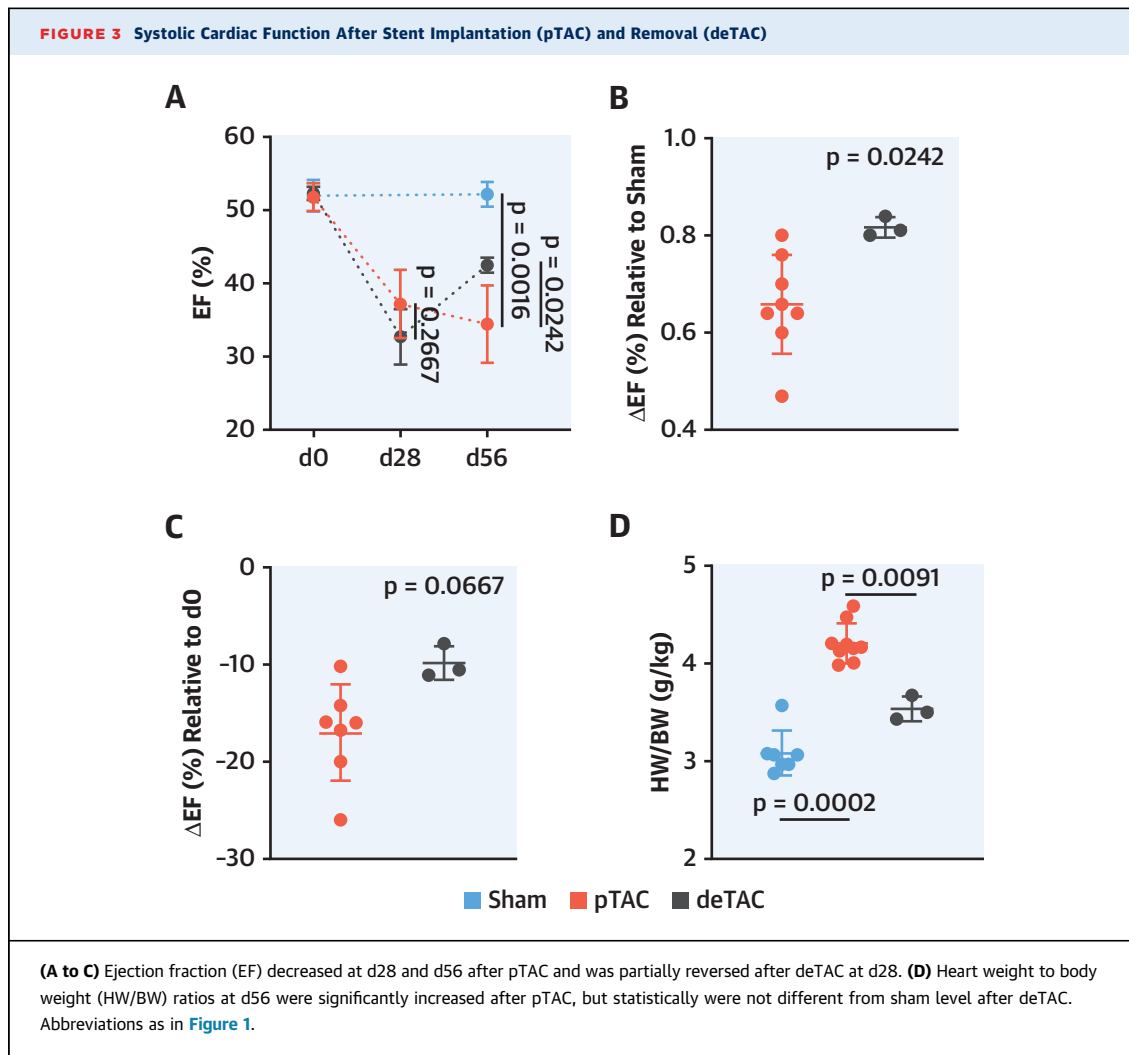 FIGURE 3 Systolic Cardiac Function After Stent Implantation (pTAC) and Removal (deTAC)
A
60
50
40
30
20
EF (%)
d0 d28 d56
p = 0.2667
p = 0.0016
p = 0.0242
B
p = 0.0242
1.0
0.8
0.6
0.4
ΔEF (%) Relative to Sham
C
p = 0.0667
0
-10
-20
-30
ΔEF (%) Relative to d0
D
5
4
3
2
HW/BW (g/kg)
p = 0.0091
p = 0.0002
Sham pTAC deTAC
(A to C) Ejection fraction (EF) decreased at d28 and d56 after pTAC and was partially reversed after deTAC at d28. (D) Heart weight to body
weight (HW/BW) ratios at d56 were significantly increased after pTAC, but statistically were not different from sham level after deTAC.
Abbreviations as in Figure 1.